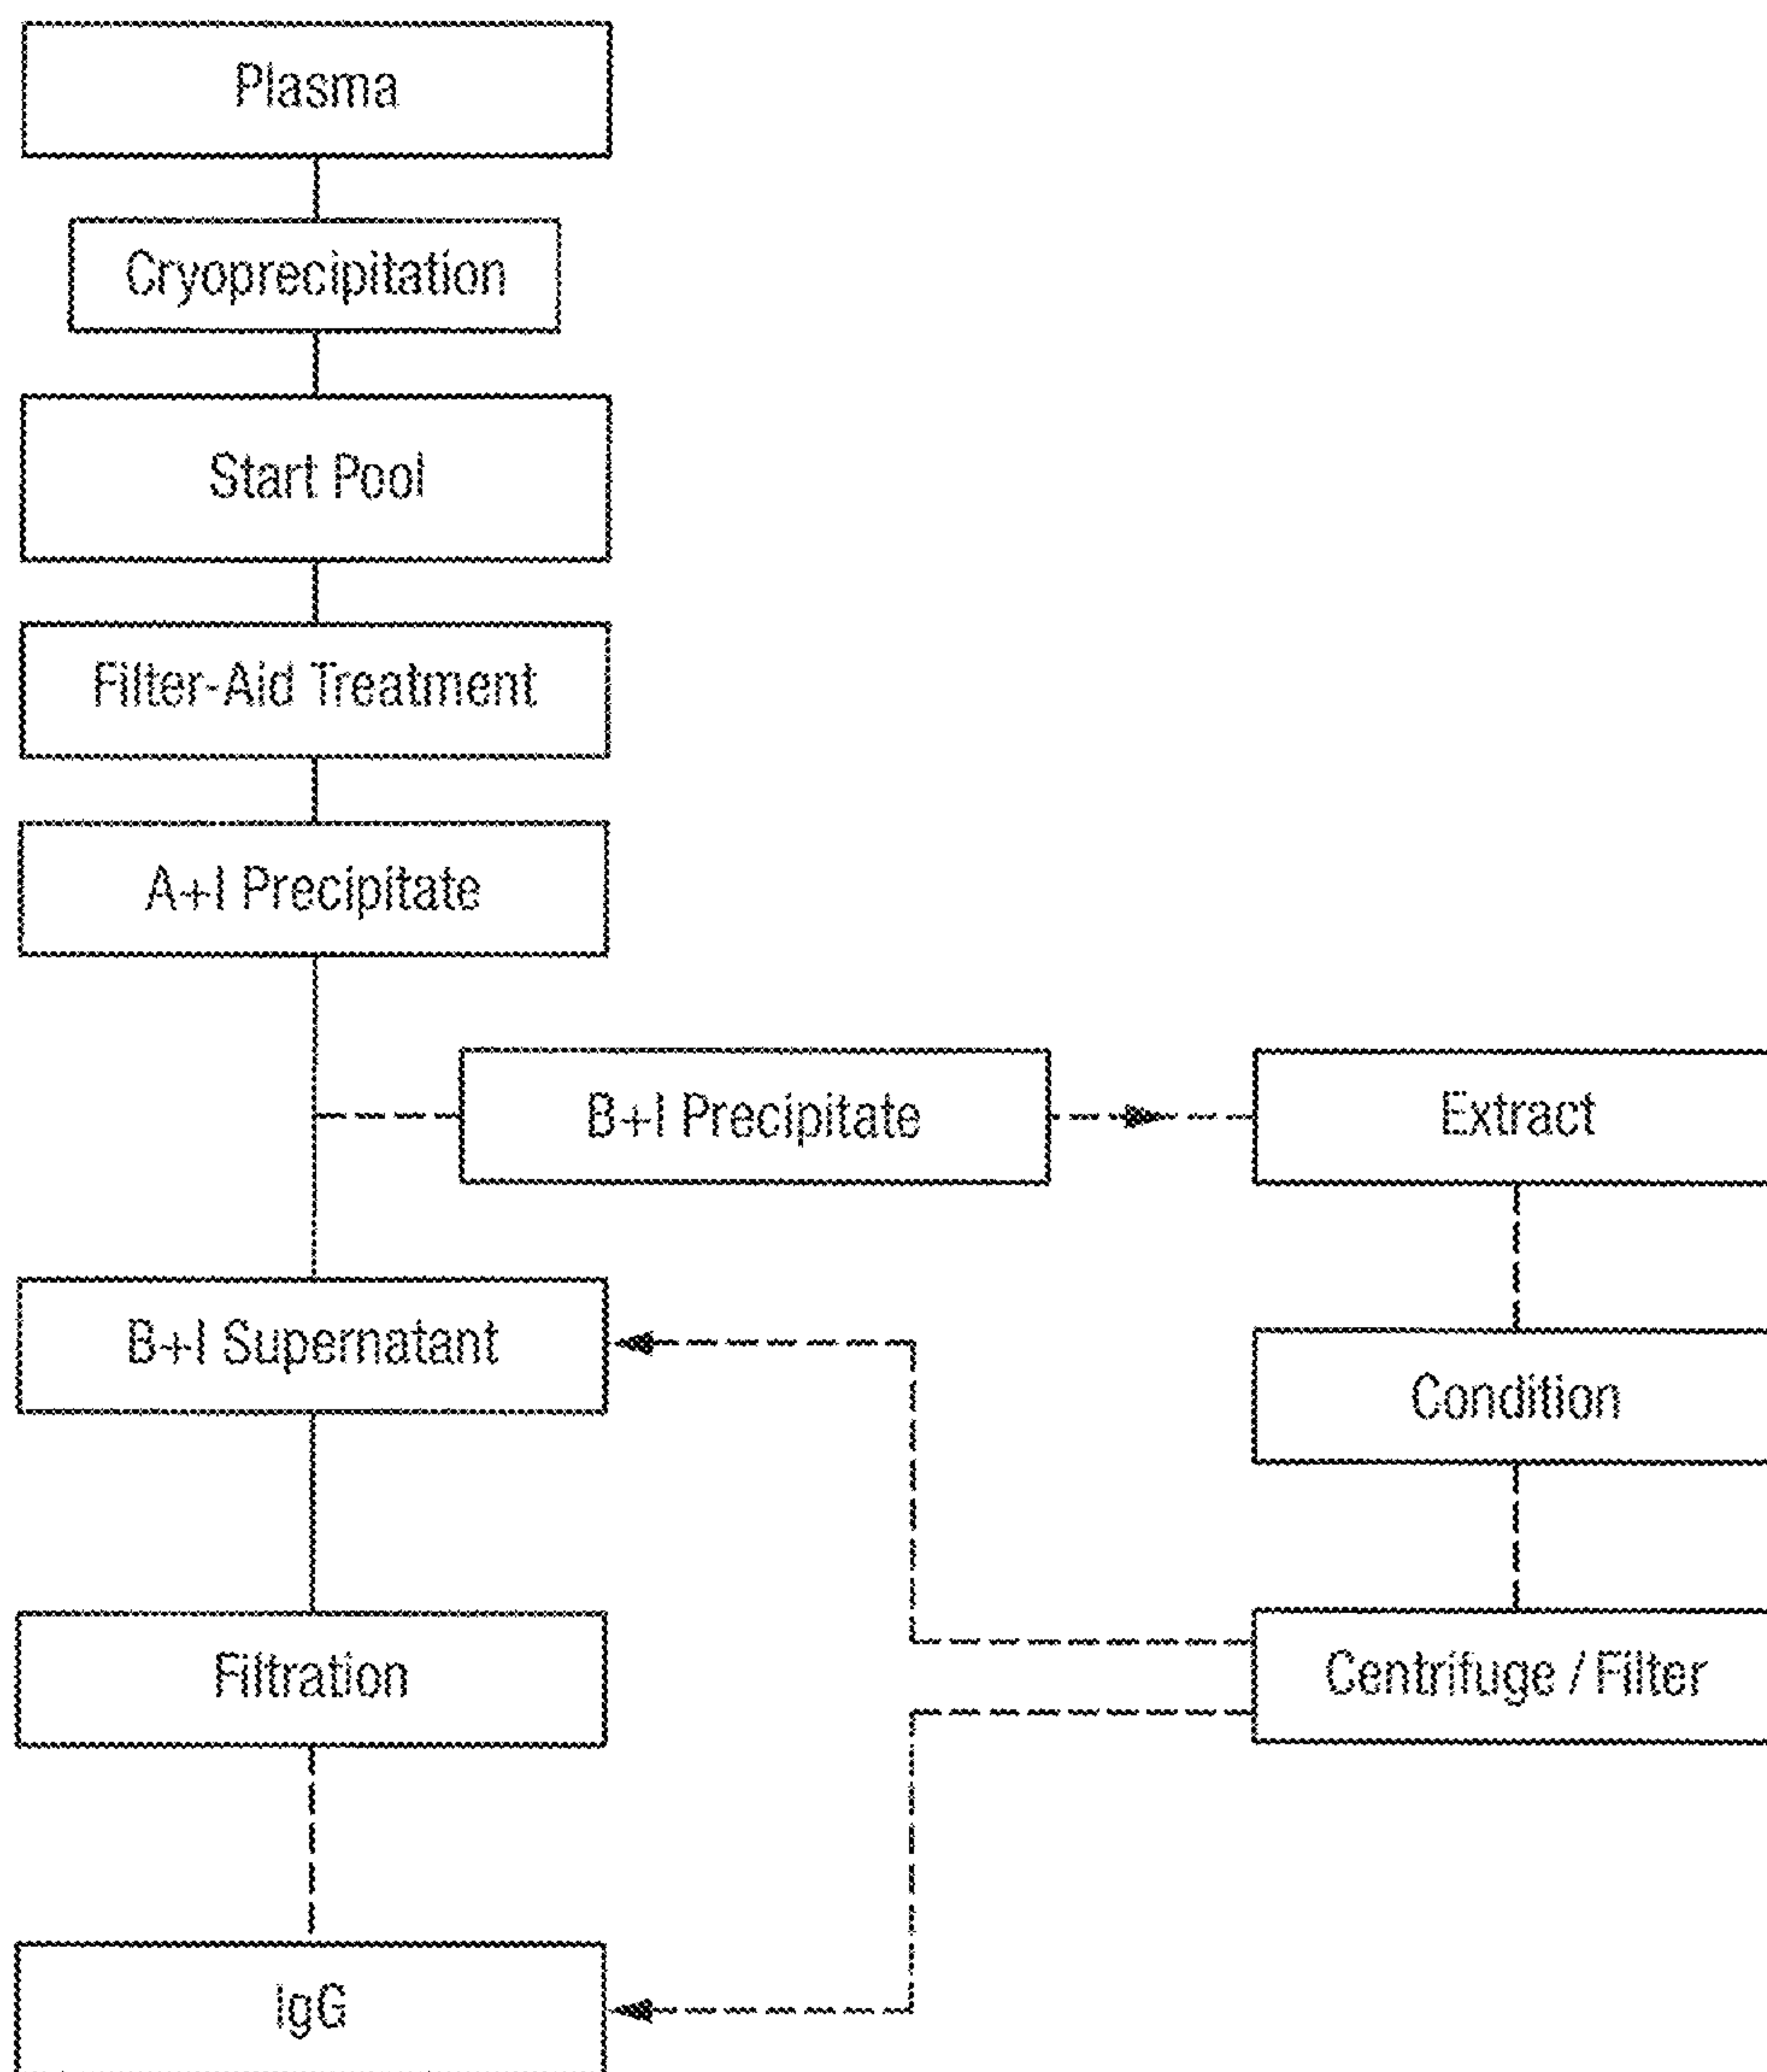 Plasma
Cryoprecipitation
Start Pool
Filter-Aid Treatment
A+I Precipitate
B+I Precipitate
Extract
B+I Supernatant
Condition
Filtration
Centrifuge / Filter
IgG